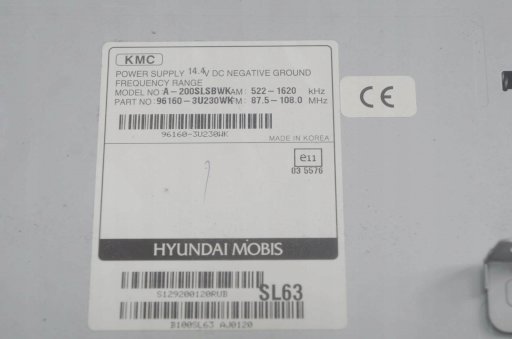 KMC
POWER SUPPLY 14.4V DC NEGATIVE GROUND
FREQUENCY RANGE
MODEL NO:A-200SLSBWK AM: 522-1620 kHz
PART NO:96160-3U230WK FM: 87.5-108.0 MHz
CE
96160-3U230WK
MADE IN KOREA
e11
03 5576
HYUNDAI MOBIS
S129200120RUB
SL63
B100SL63 AJ0120